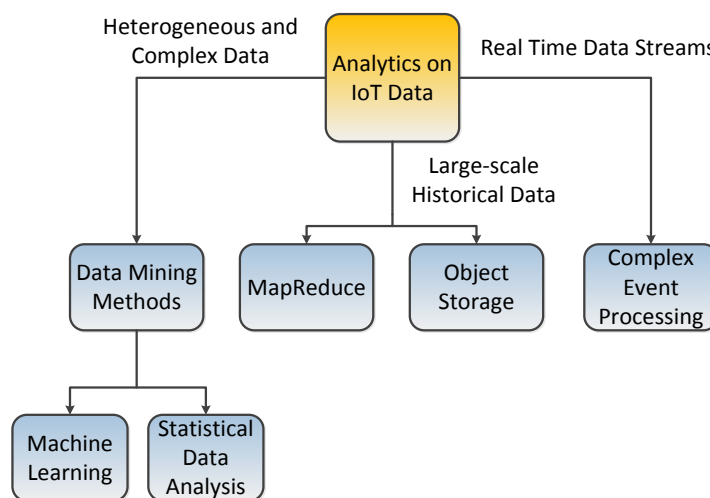 Heterogeneous and
Complex Data
Analytics on
IoT Data
Real Time Data Streams
Large-scale
Historical Data
Data Mining
Methods
MapReduce
Object
Storage
Complex
Event
Processing
Machine
Learning
Statistical
Data
Analysis